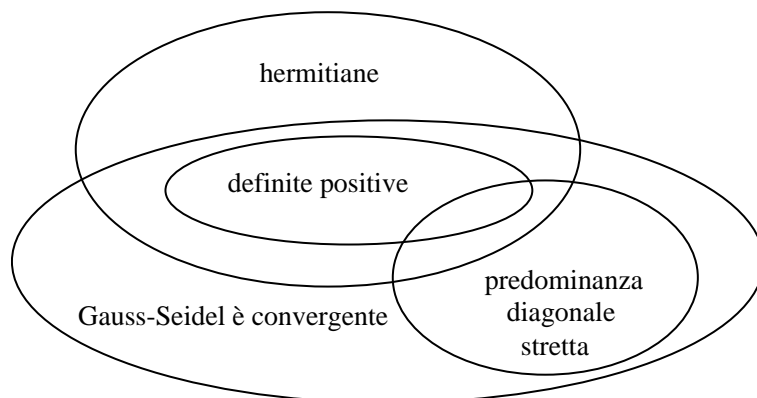 hermitiane
definite positive
predominanza
diagonale
stretta
Gauss-Seidel è convergente